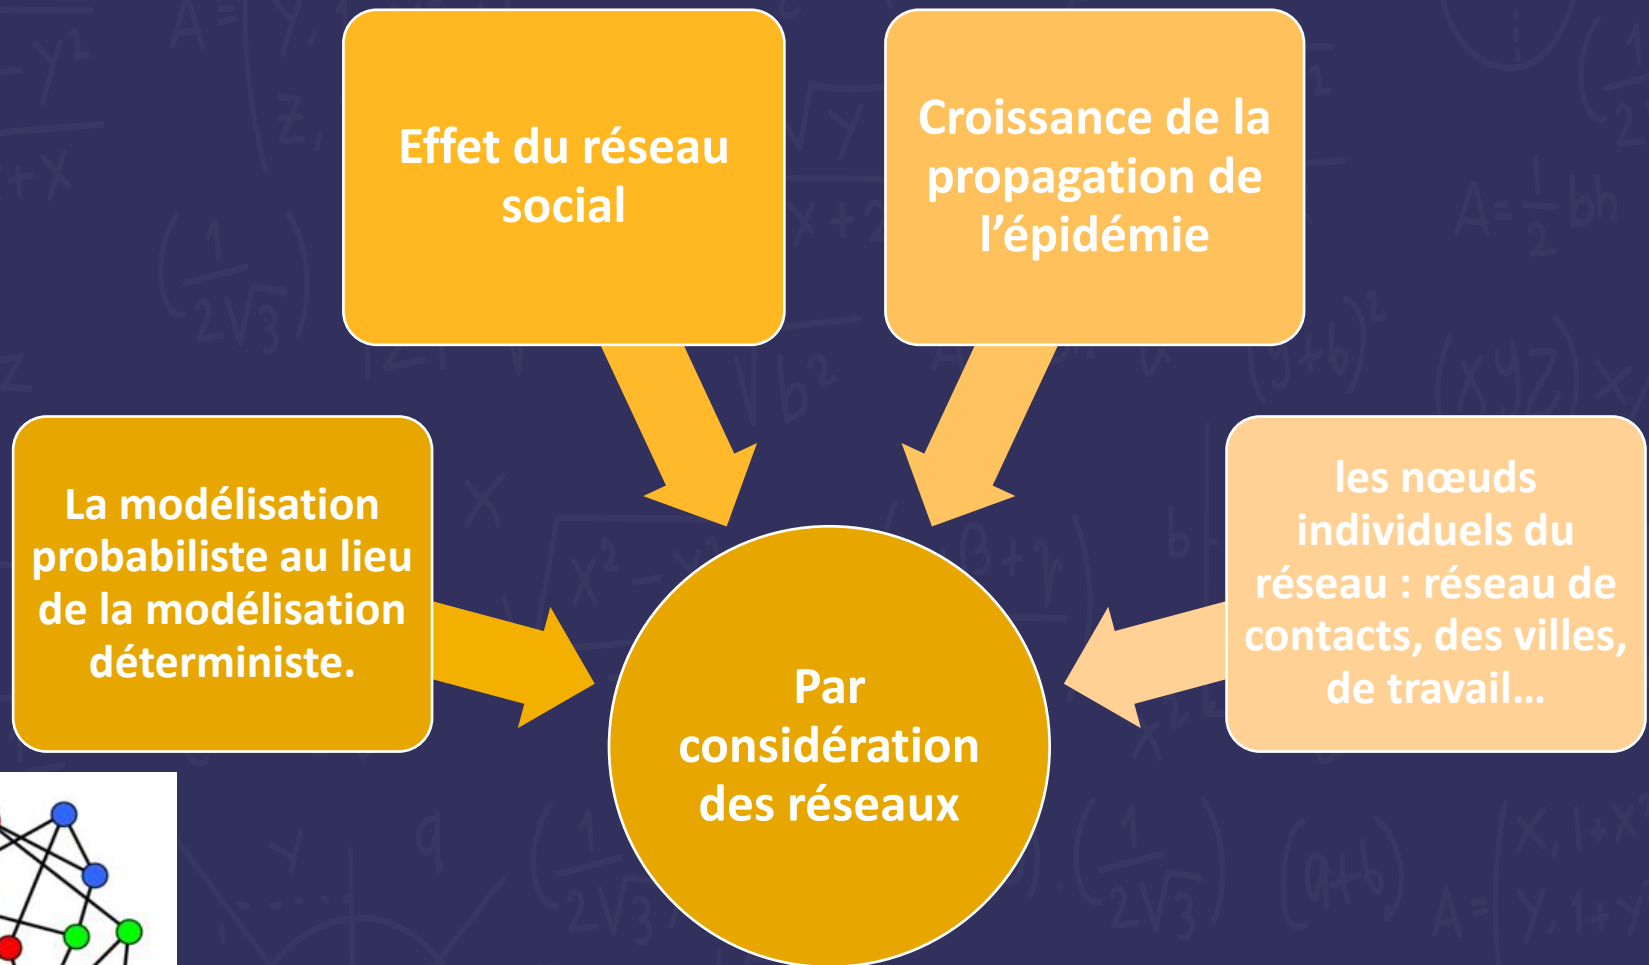 Effet du réseau
social
Croissance de la
propagation de
l’épidémie
La modélisation
probabiliste au lieu
de la modélisation
déterministe.
les nœuds
individuels du
réseau : réseau de
contacts, des villes,
de travail…
Par
considération
des réseaux